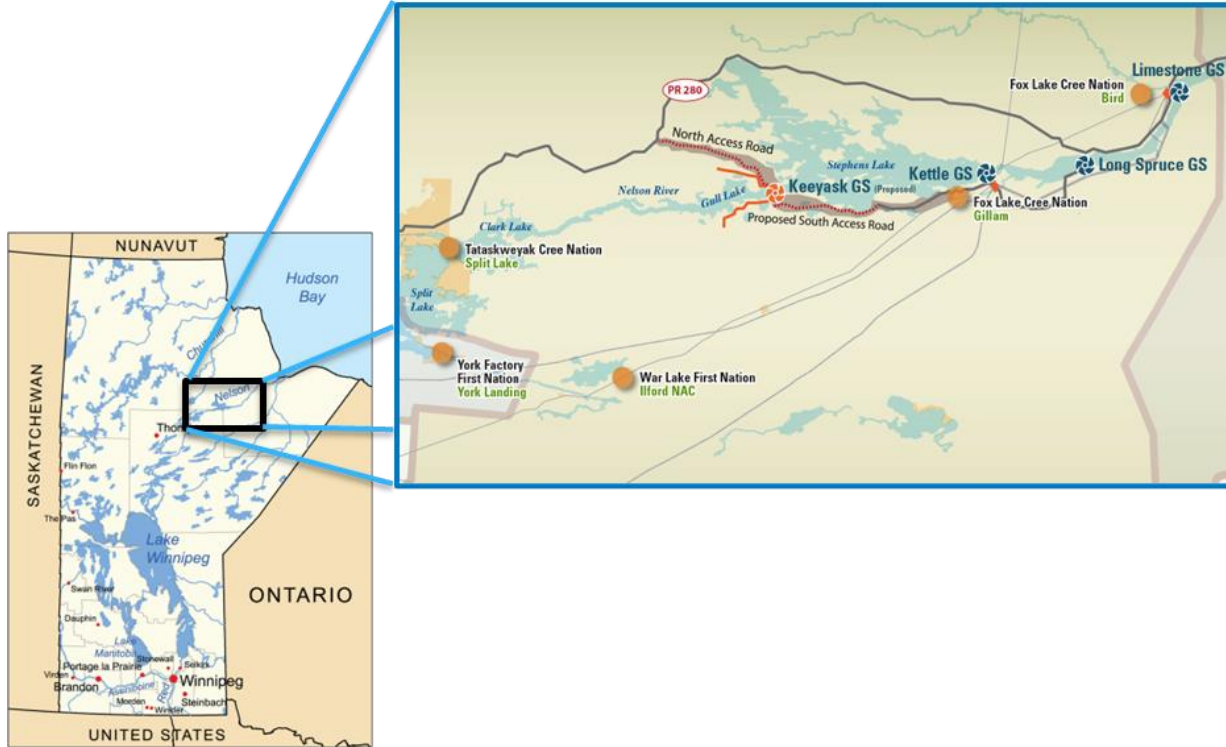 NUNAVUT
Hudson
Bay
SASKATCHEWAN
Churchill
Nelson
Thom
Flin Flon
The Pas
Lake
Winnipeg
Swan River
ONTARIO
Dauphin
Lake
Manitoba
Stonewall
Selkirk
Portage la Prairie
Virden
Brandon
Winnipeg
Assiniboine
Red
Steinbach
Morden
Winkler
UNITED STATES
PR 280
North Access Road
Limestone GS
Fox Lake Cree Nation
Bird
Stephens Lake
Kettle GS
Long Spruce GS
Nelson River
Gull Lake
Keeyask GS (Proposed)
Fox Lake Cree Nation
Gillam
Proposed South Access Road
Clark Lake
Tataskweyak Cree Nation
Split Lake
Split
Lake
York Factory
First Nation
York Landing
War Lake First Nation
Ilford NAC